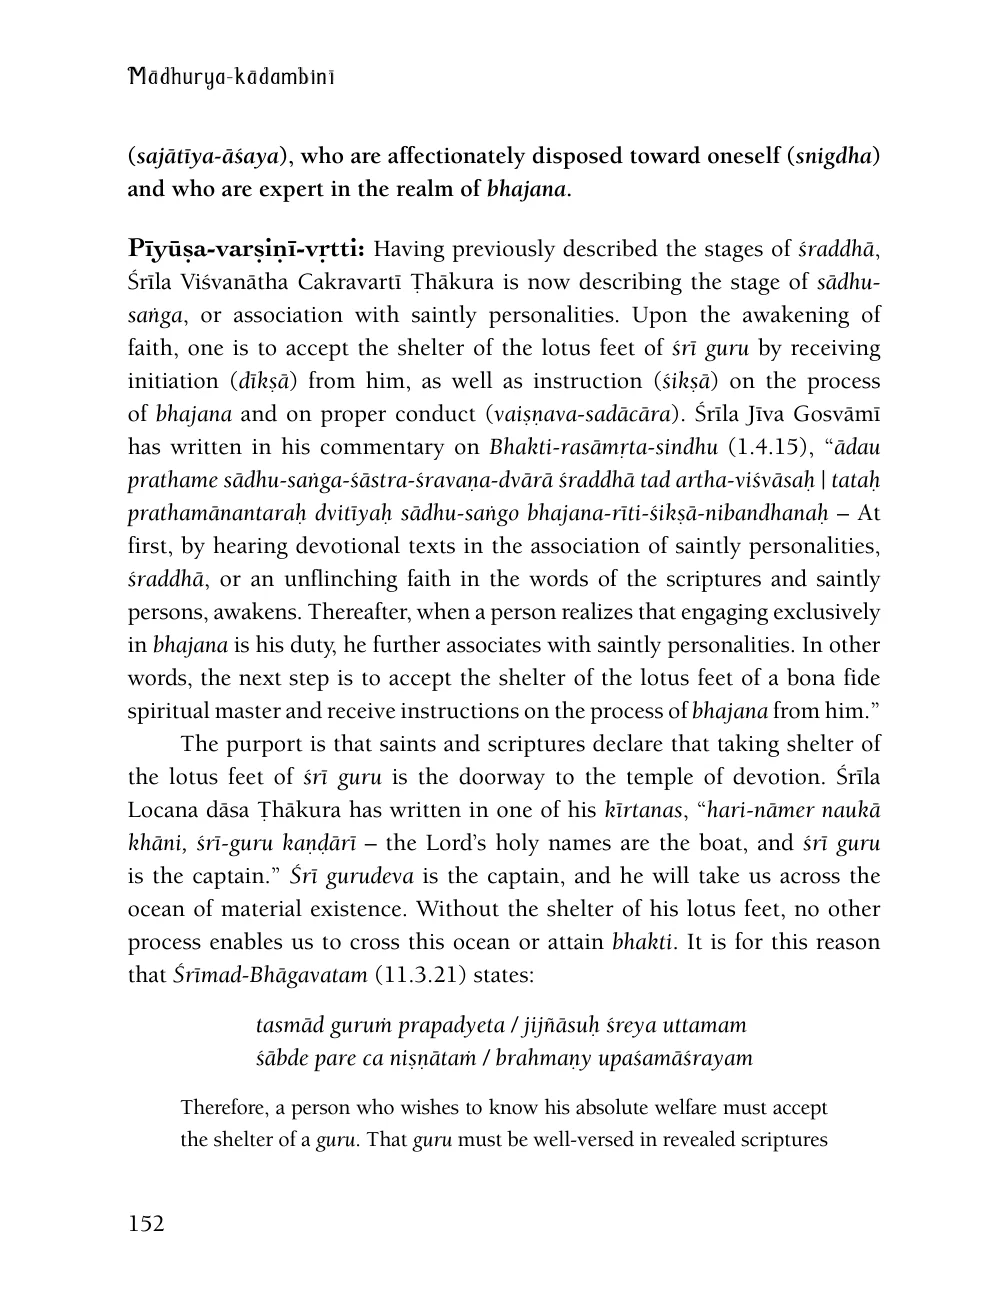 Mādhurya-kādambinī
(sajātīya-āśaya), who are affectionately disposed toward oneself (snigdha)
and who are expert in the realm of bhajana.
Pīyūṣa-varṣiṇī-vṛtti: Having previously described the stages of śraddhā,
Śrīla Viśvanātha Cakravartī Ṭhākura is now describing the stage of sādhu-
saṅga, or association with saintly personalities. Upon the awakening of
faith, one is to accept the shelter of the lotus feet of śrī guru by receiving
initiation (dīkṣā) from him, as well as instruction (śikṣā) on the process
of bhajana and on proper conduct (vaiṣṇava-sadācāra). Śrīla Jīva Gosvāmī
has written in his commentary on Bhakti-rasāmṛta-sindhu (1.4.15), “ādau
prathame sādhu-saṅga-śāstra-śravaṇa-dvārā śraddhā tad artha-viśvāsaḥ | tataḥ
prathamānantaraḥ dvitīyaḥ sādhu-saṅgo bhajana-rīti-śikṣā-nibandhanaḥ – At
first, by hearing devotional texts in the association of saintly personalities,
śraddhā, or an unflinching faith in the words of the scriptures and saintly
persons, awakens. Thereafter, when a person realizes that engaging exclusively
in bhajana is his duty, he further associates with saintly personalities. In other
words, the next step is to accept the shelter of the lotus feet of a bona fide
spiritual master and receive instructions on the process of bhajana from him.”
The purport is that saints and scriptures declare that taking shelter of
the lotus feet of śrī guru is the doorway to the temple of devotion. Śrīla
Locana dāsa Ṭhākura has written in one of his kīrtanas, “hari-nāmer naukā
khāni, śrī-guru kaṇḍārī – the Lord’s holy names are the boat, and śrī guru
is the captain.” Śrī gurudeva is the captain, and he will take us across the
ocean of material existence. Without the shelter of his lotus feet, no other
process enables us to cross this ocean or attain bhakti. It is for this reason
that Śrīmad-Bhāgavatam (11.3.21) states:
tasmād guruṁ prapadyeta / jijñāsuḥ śreya uttamam
śābde pare ca niṣṇātaṁ / brahmaṇy upaśamāśrayam
Therefore, a person who wishes to know his absolute welfare must accept
the shelter of a guru. That guru must be well-versed in revealed scriptures
152